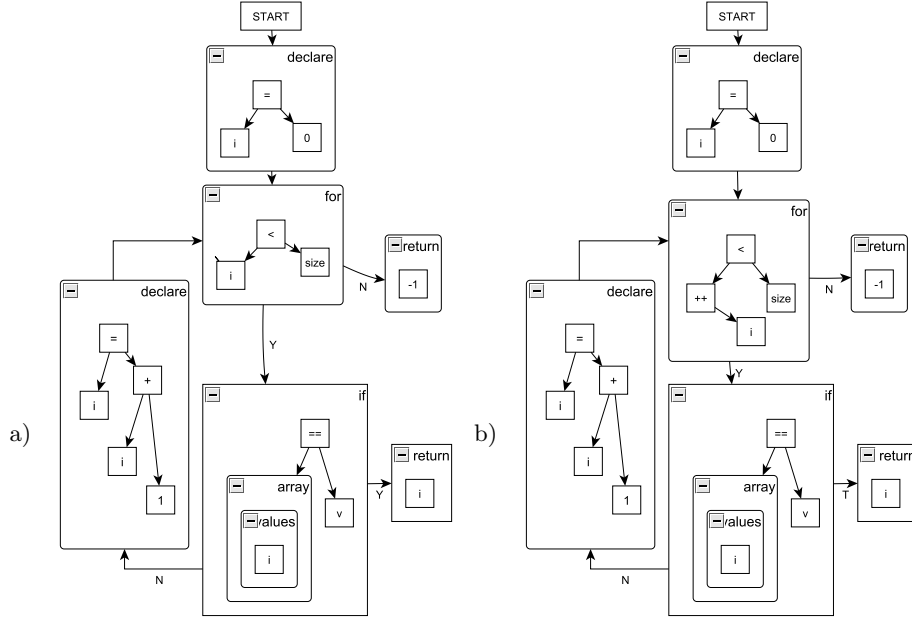 START
declare
=
i
0
for
<
i
size
N
return
-1
Y
declare
=
i
+
i
1
if
==
array
v
values
i
Y
return
i
N
a)
START
declare
=
i
0
for
<
++
size
i
N
return
-1
Y
declare
=
i
+
i
1
if
==
array
v
values
i
T
return
i
N
b)